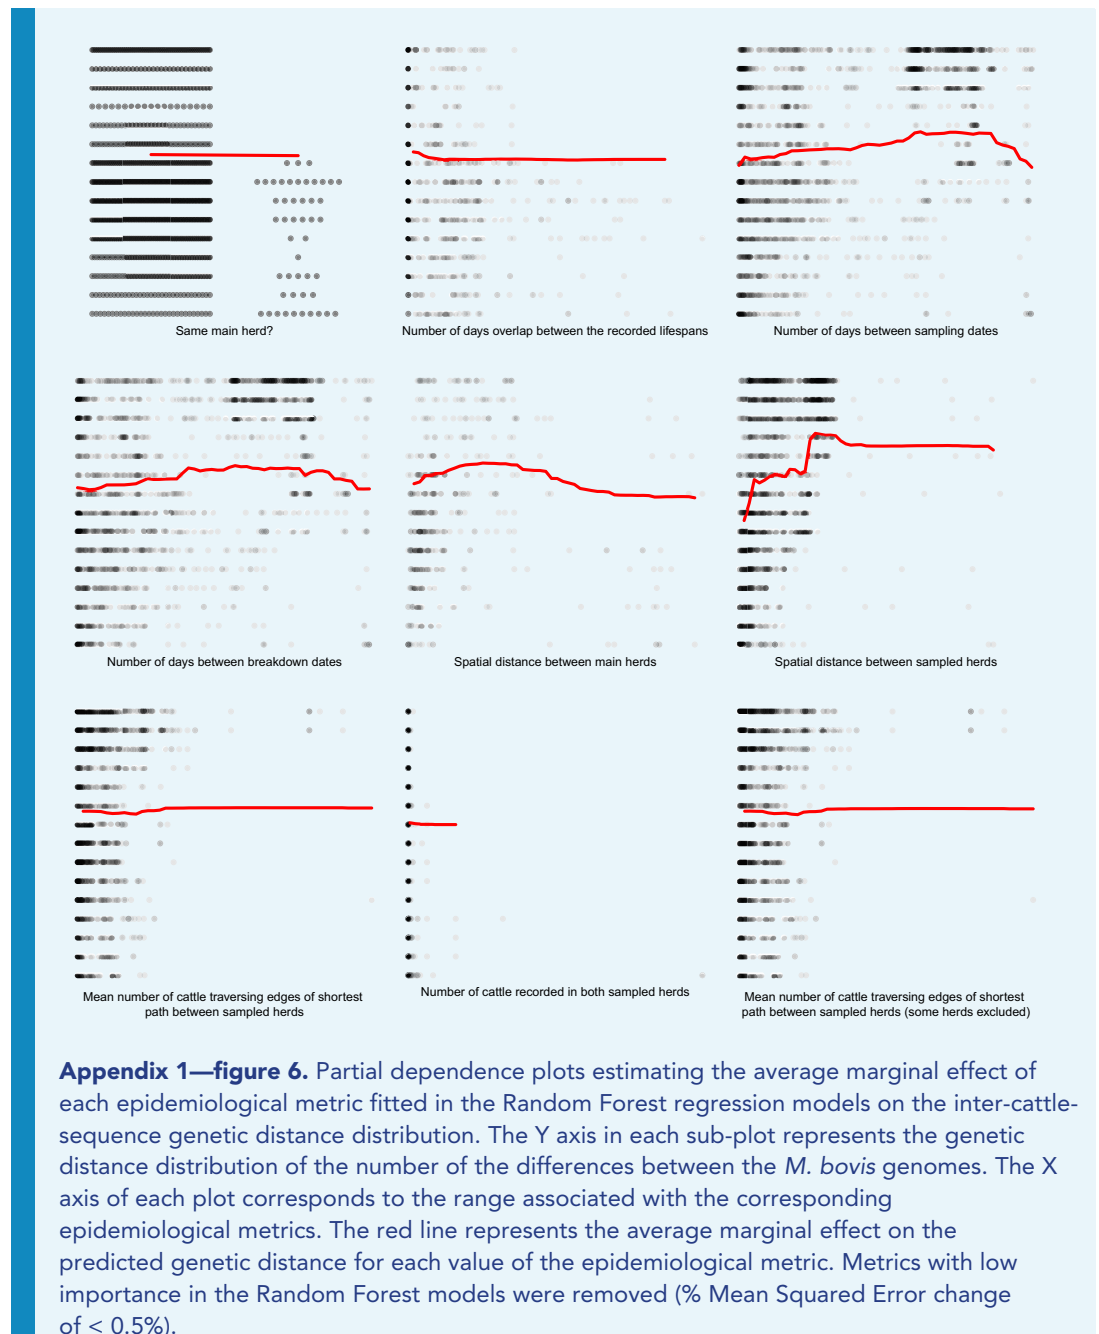 Same main herd?
Number of days overlap between the recorded lifespans
Number of days between sampling dates
Number of days between breakdown dates
Spatial distance between main herds
Spatial distance between sampled herds
Mean number of cattle traversing edges of shortest
path between sampled herds
Number of cattle recorded in both sampled herds
Mean number of cattle traversing edges of shortest
path between sampled herds (some herds excluded)
Appendix 1—figure 6. Partial dependence plots estimating the average marginal effect of
each epidemiological metric fitted in the Random Forest regression models on the inter-cattle-
sequence genetic distance distribution. The Y axis in each sub-plot represents the genetic
distance distribution of the number of the differences between the M. bovis genomes. The X
axis of each plot corresponds to the range associated with the corresponding
epidemiological metrics. The red line represents the average marginal effect on the
predicted genetic distance for each value of the epidemiological metric. Metrics with low
importance in the Random Forest models were removed (% Mean Squared Error change
of < 0.5%).